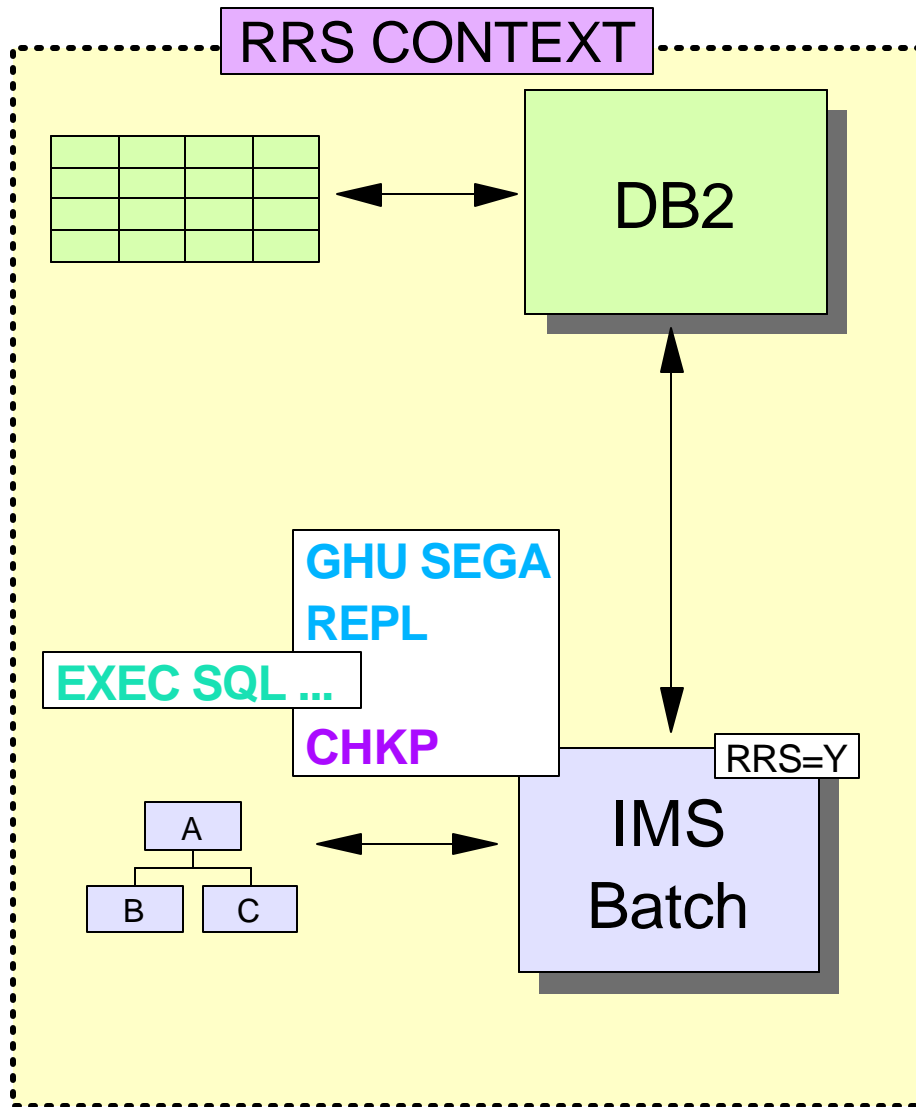 RRS CONTEXT
DB2
GHU SEGA
REPL
EXEC SQL ...
CHKP
RRS=Y
IMS
Batch
A
B
C